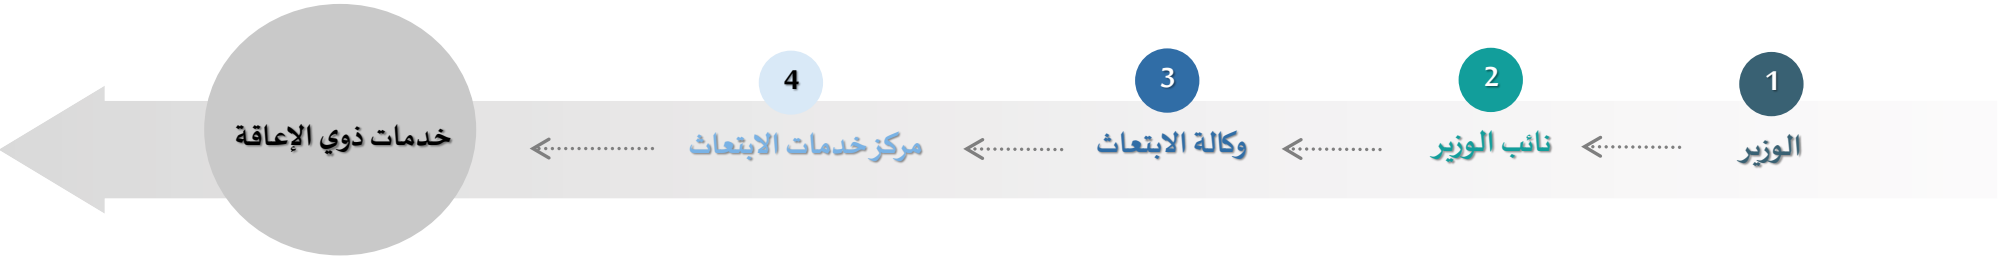 1
الوزير
2
نائب الوزير
3
وكالة الابتعاث
4
مركز خدمات الابتعاث
خدمات ذوي الإعاقة